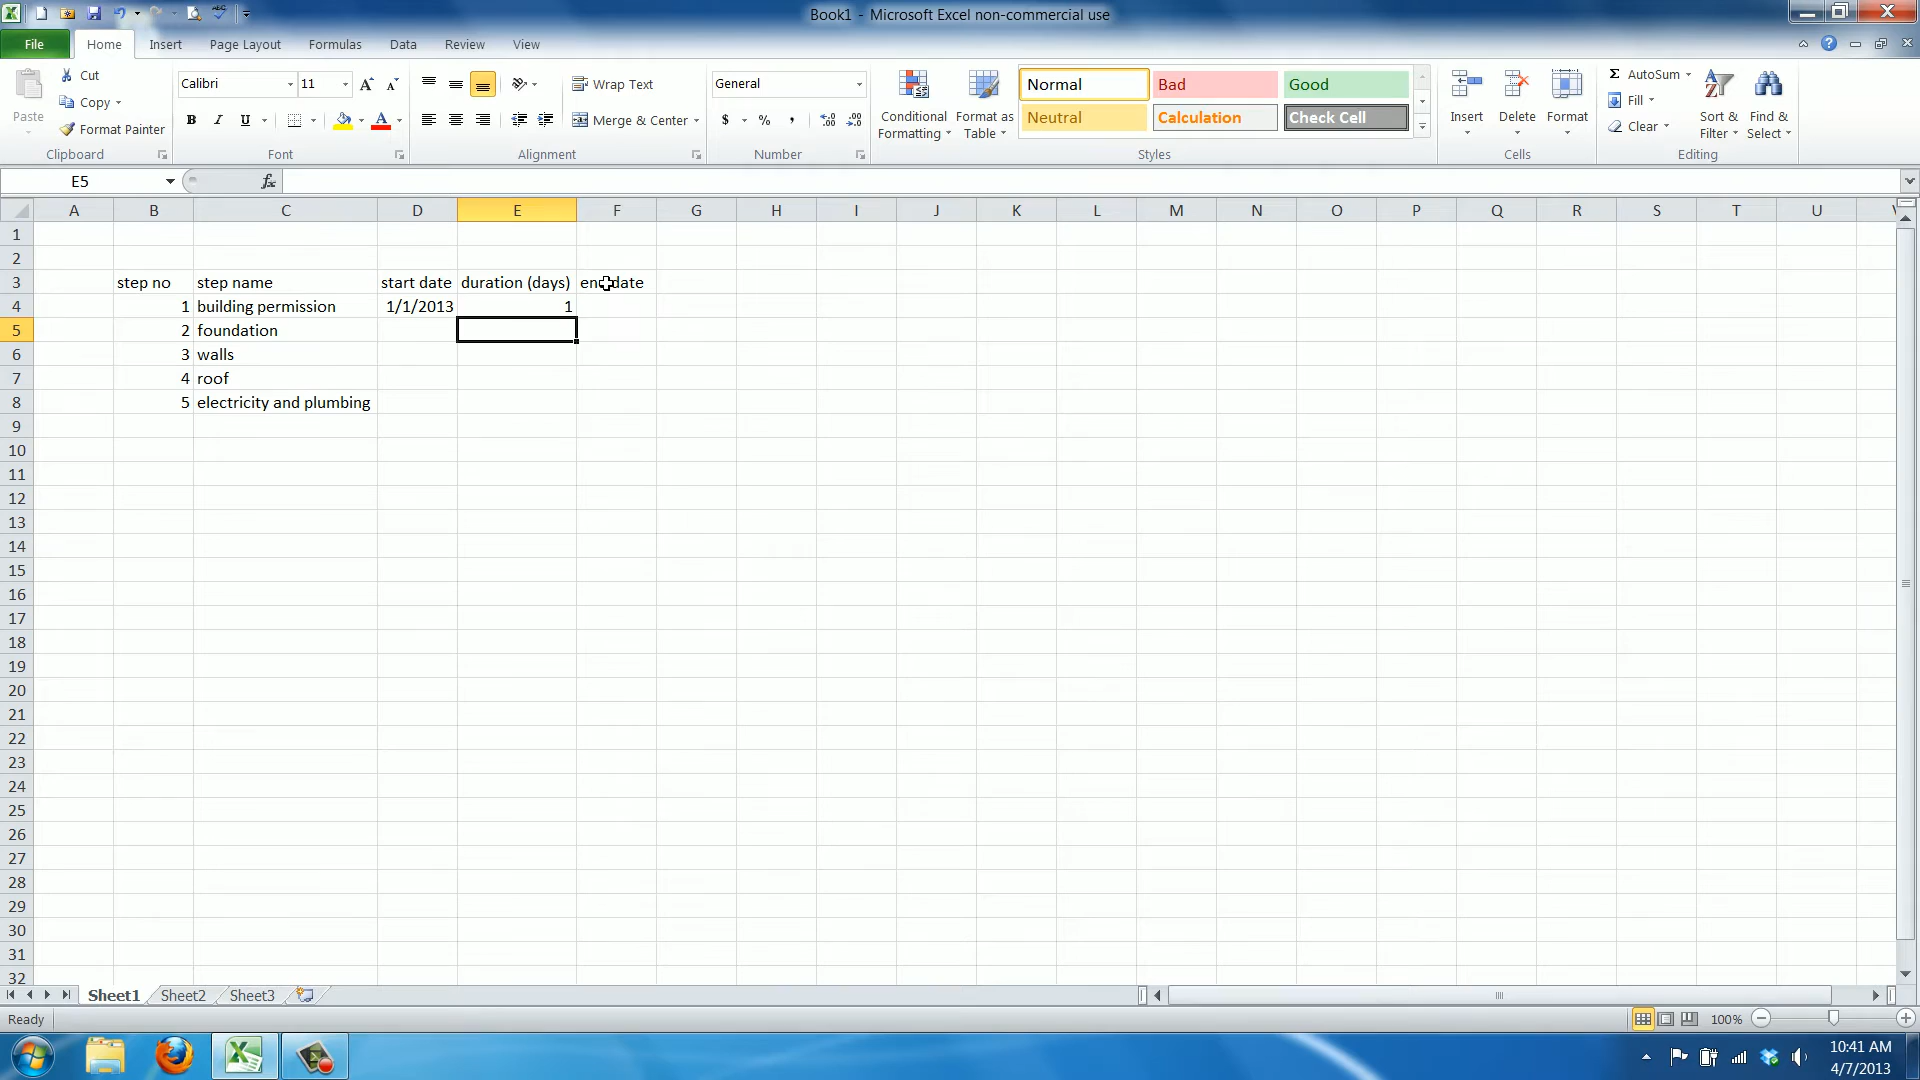 Book1 - Microsoft Excel non-commercial use
File Home Insert Page Layout Formulas Data Review View
Cut
Copy
Format Painter
Paste
Clipboard
Calibri 11
B I U
Font
Wrap Text
Merge & Center
Alignment
General
$ % ,
Number
Conditional Formatting
Format as Table
Normal Bad Good
Neutral Calculation Check Cell
Styles
Insert Delete Format
Cells
Σ AutoSum
Fill
Clear
Sort & Filter
Find & Select
Editing
E5 fx
A B C D E F G H I J K L M N O P Q R S T U
1
2
3 step no step name start date duration (days) end date
4 1 building permission 1/1/2013 1
5 2 foundation
6 3 walls
7 4 roof
8 5 electricity and plumbing
9
10
11
12
13
14
15
16
17
18
19
20
21
22
23
24
25
26
27
28
29
30
31
32
Sheet1 Sheet2 Sheet3
Ready 100%
10:41 AM
4/7/2013